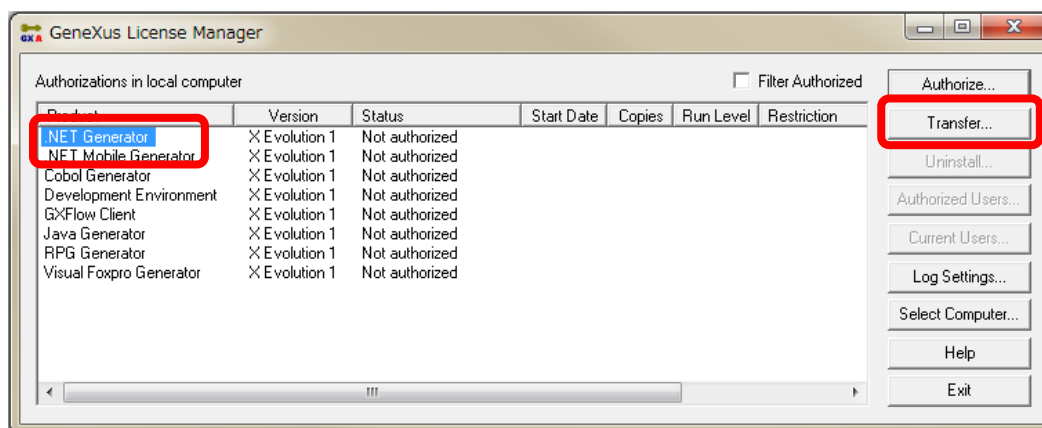 GXA GeneXus License Manager
Authorizations in local computer Filter Authorized Authorize...
Product Version Status Start Date Copies Run Level Restriction
Transfer...
.NET Generator X Evolution 1 Not authorized
.NET Mobile Generator X Evolution 1 Not authorized
Uninstall...
Cobol Generator X Evolution 1 Not authorized
Development Environment X Evolution 1 Not authorized
Authorized Users...
GXFlow Client X Evolution 1 Not authorized
Java Generator X Evolution 1 Not authorized
Current Users...
RPG Generator X Evolution 1 Not authorized
Visual Foxpro Generator X Evolution 1 Not authorized
Log Settings...
Select Computer...
Help
Exit